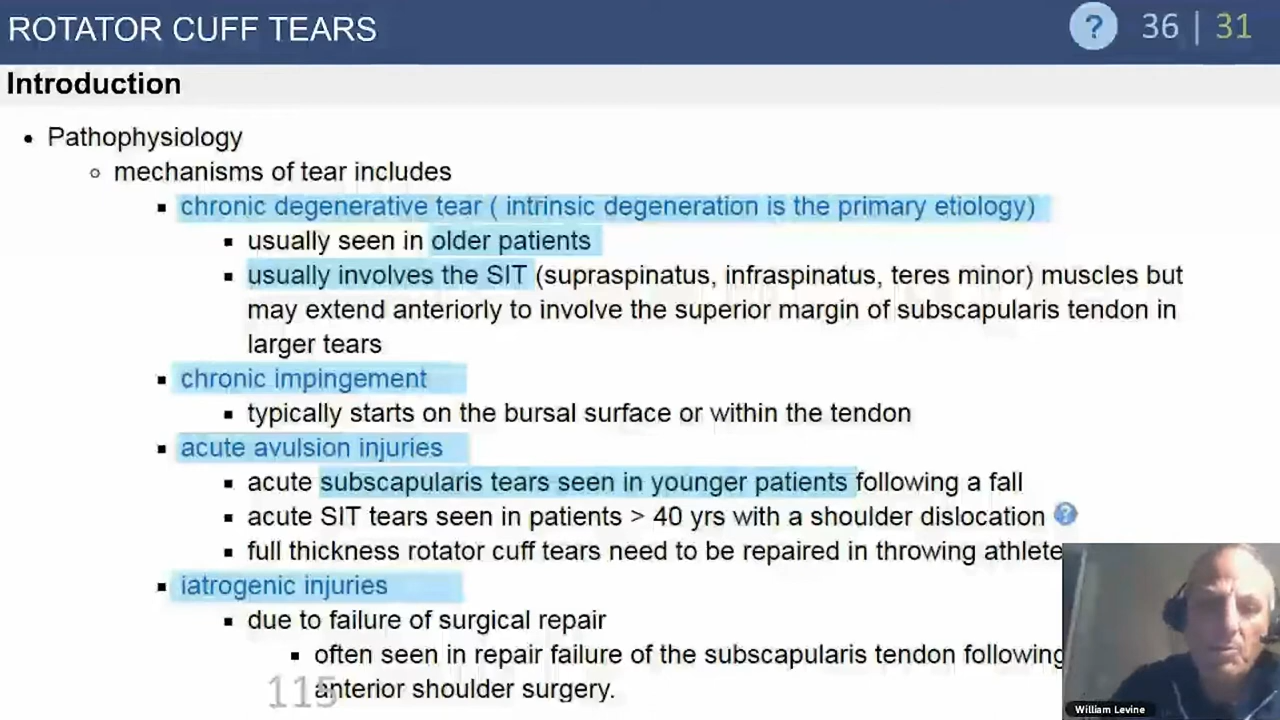 ROTATOR CUFF TEARS ? 36 | 31
Introduction
• Pathophysiology
◦ mechanisms of tear includes
▪ chronic degenerative tear ( intrinsic degeneration is the primary etiology)
▪ usually seen in older patients
▪ usually involves the SIT (supraspinatus, infraspinatus, teres minor) muscles but
may extend anteriorly to involve the superior margin of subscapularis tendon in
larger tears
▪ chronic impingement
▪ typically starts on the bursal surface or within the tendon
▪ acute avulsion injuries
▪ acute subscapularis tears seen in younger patients following a fall
▪ acute SIT tears seen in patients > 40 yrs with a shoulder dislocation ?
▪ full thickness rotator cuff tears need to be repaired in throwing athlete
▪ iatrogenic injuries
▪ due to failure of surgical repair
▪ often seen in repair failure of the subscapularis tendon following
anterior shoulder surgery.
115
William Levine